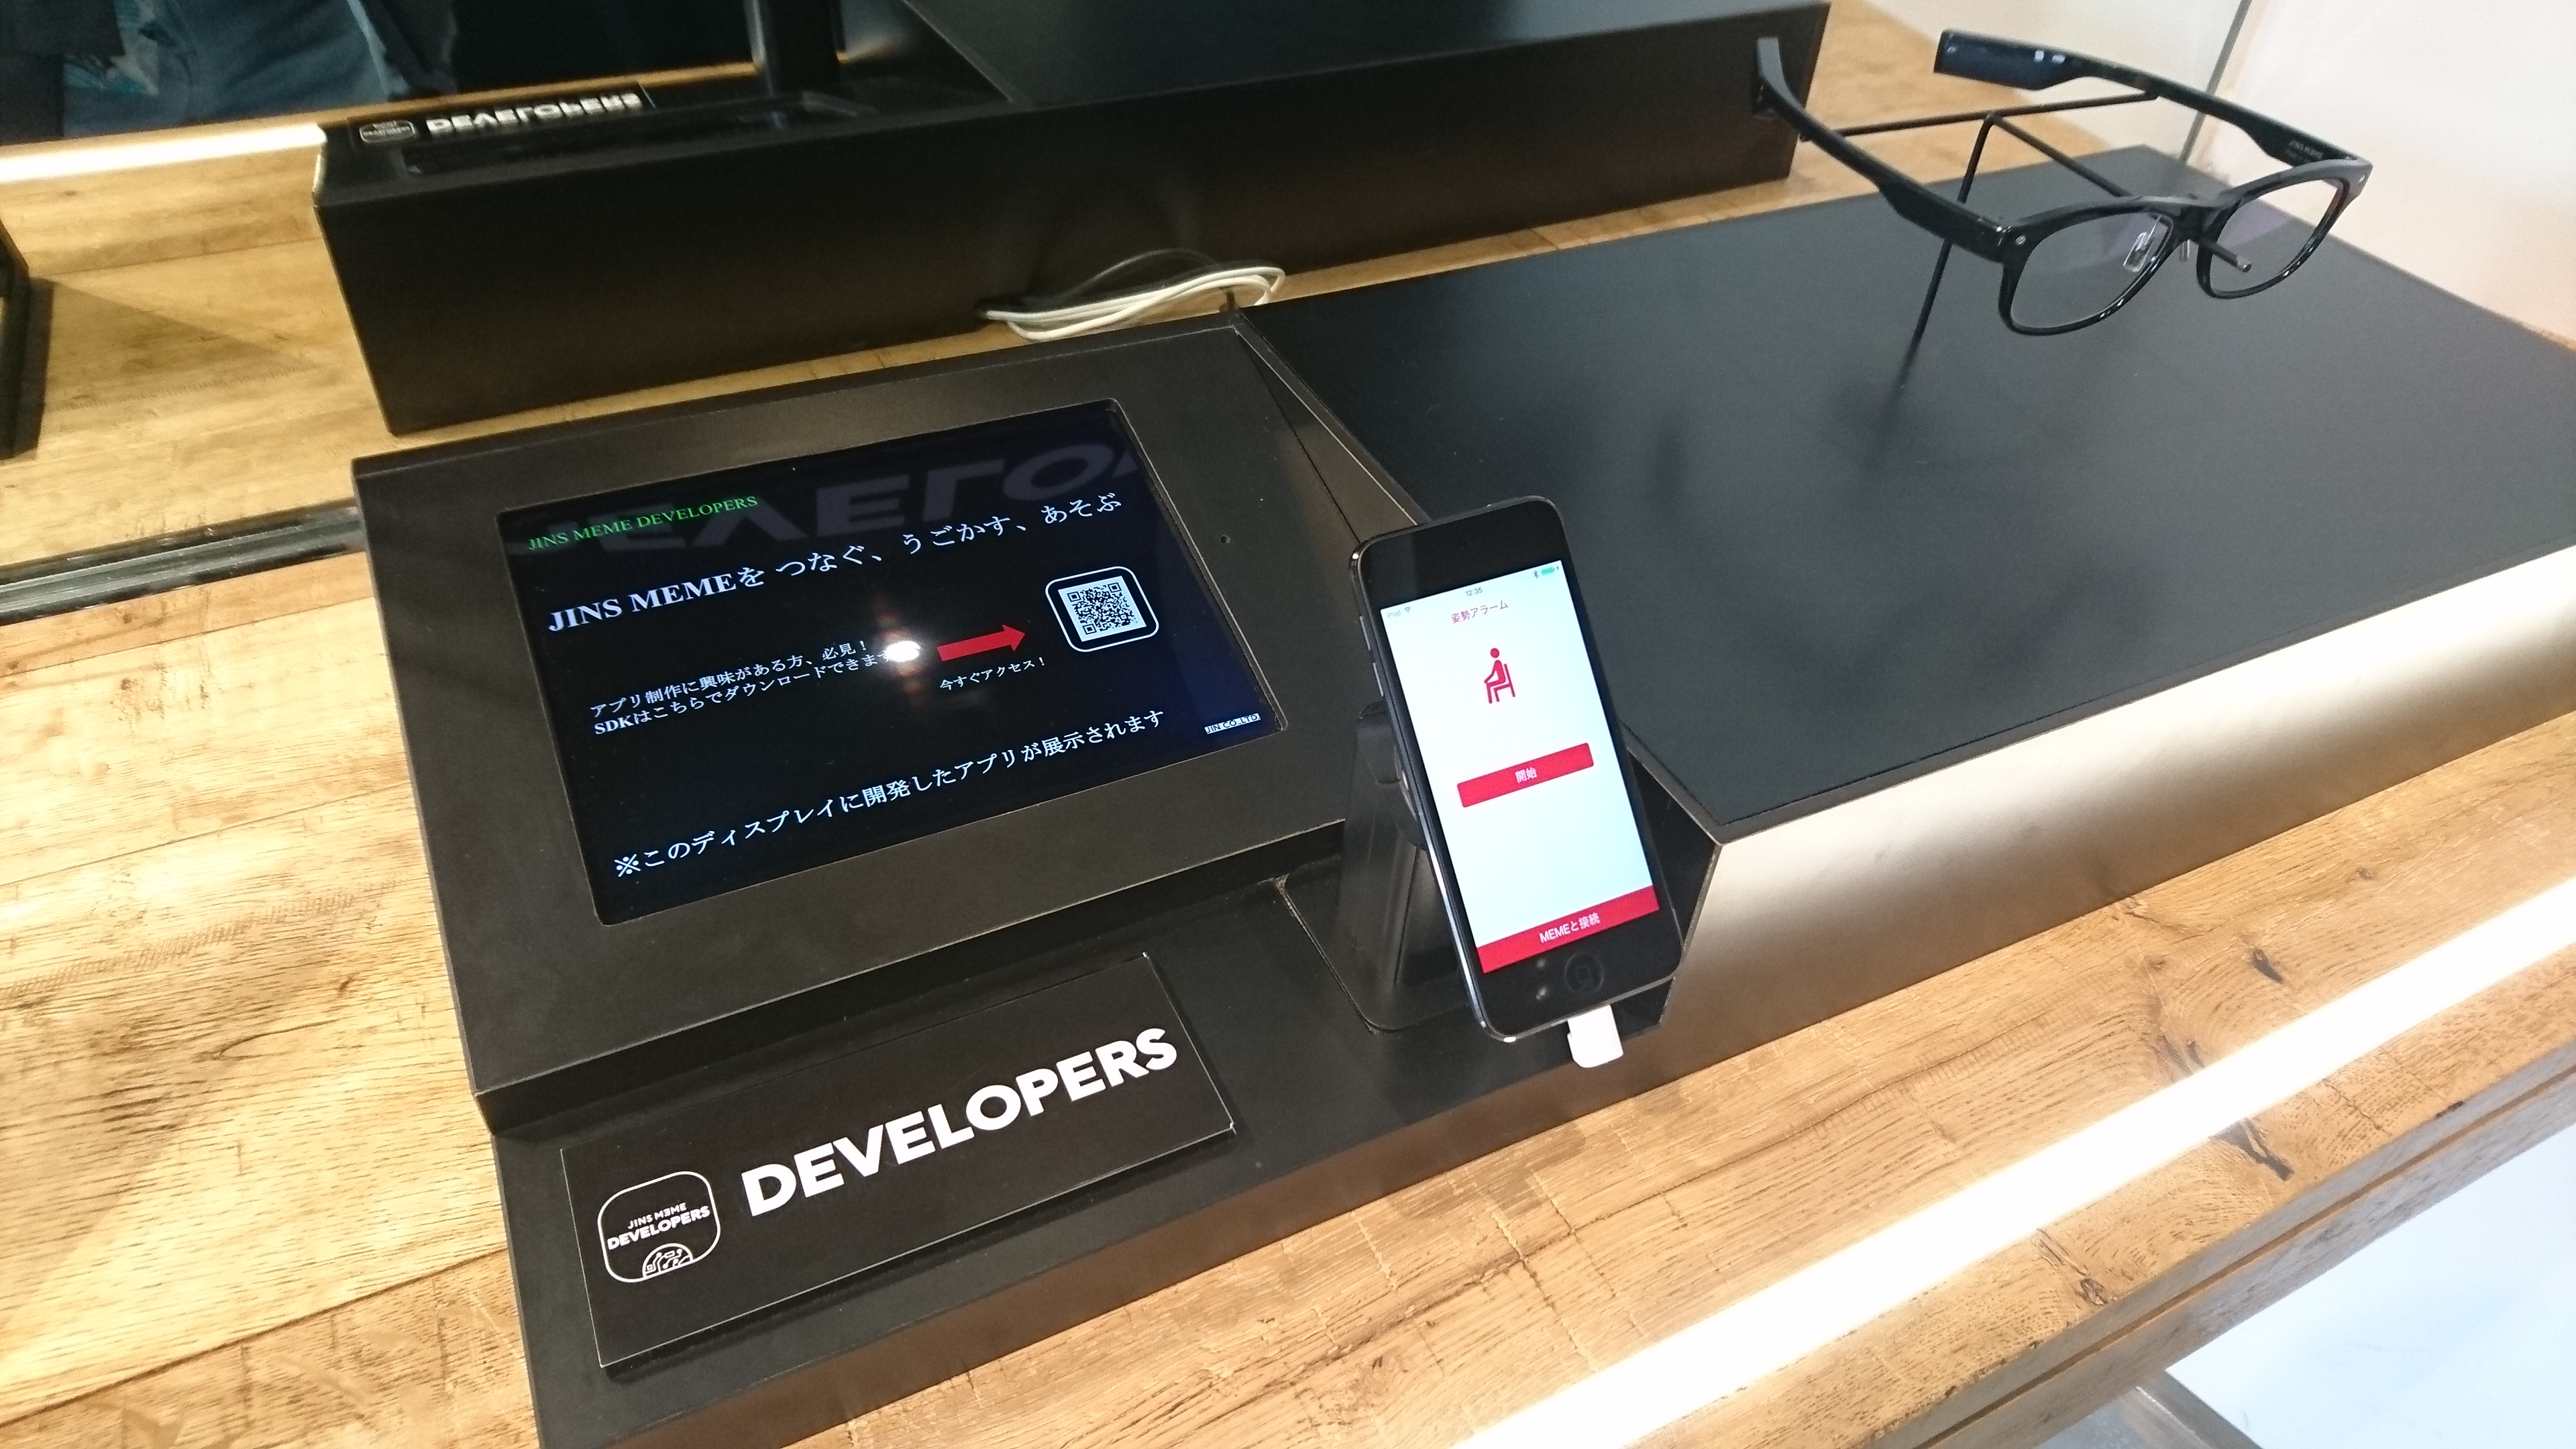 JINS MEME DEVELOPERS
JINS MEMEを つなぐ、うごかす、あそぶ
アプリ制作に興味がある方、必見！
SDKはこちらでダウンロードできます
今すぐアクセス！
※このディスプレイに開発したアプリが展示されます
JIN CO.,LTD
iPod
12:35
姿勢アラーム
開始
MEMEと接続
JINS MEME
DEVELOPERS
DEVELOPERS